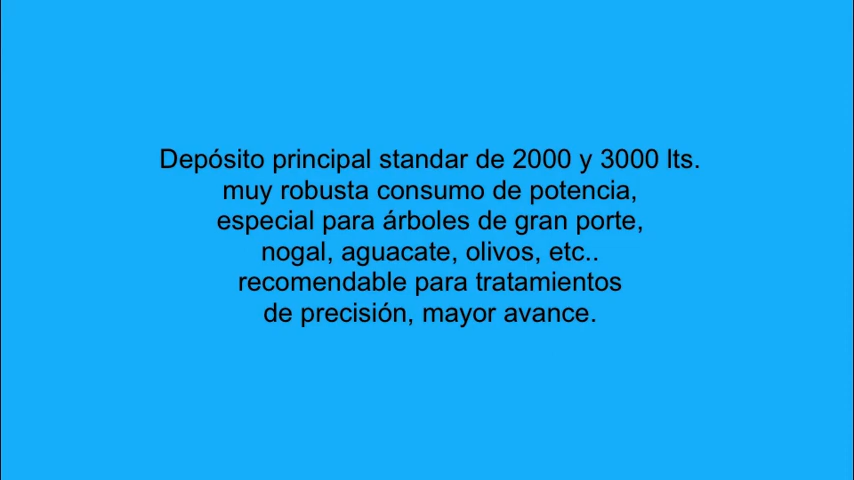 Depósito principal standar de 2000 y 3000 lts.
muy robusta consumo de potencia,
especial para árboles de gran porte,
nogal, aguacate, olivos, etc..
recomendable para tratamientos
de precisión, mayor avance.